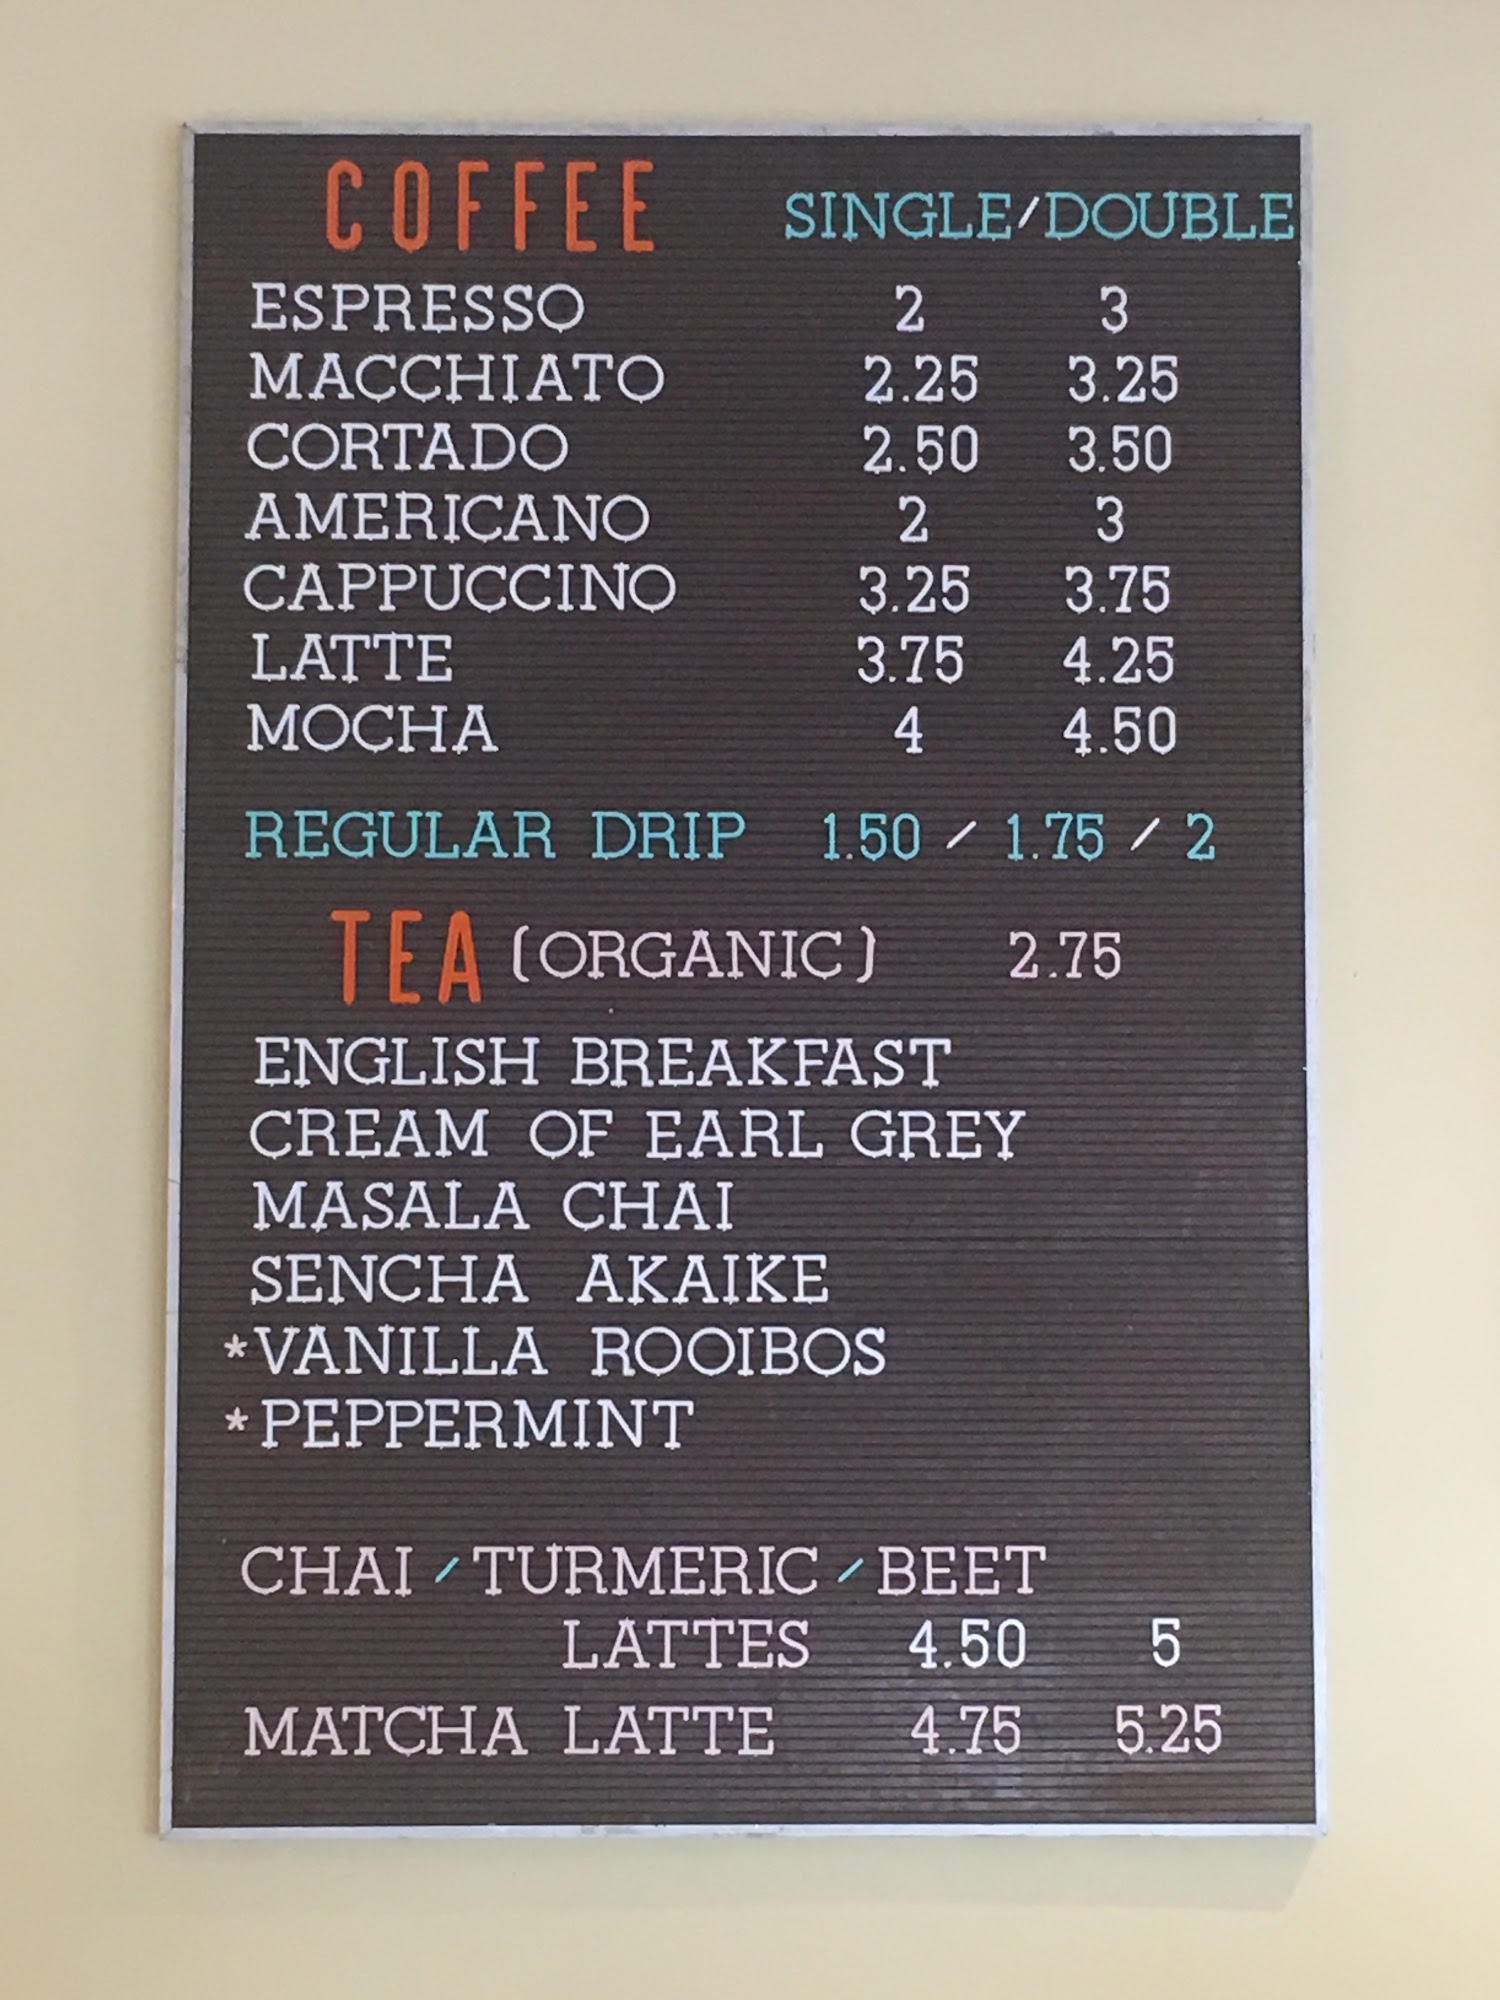 COFFEE SINGLE/DOUBLE
ESPRESSO 2 3
MACCHIATO 2.25 3.25
CORTADO 2.50 3.50
AMERICANO 2 3
CAPPUCCINO 3.25 3.75
LATTE 3.75 4.25
MOCHA 4 4.50
REGULAR DRIP 1.50 / 1.75 / 2
TEA (ORGANIC) 2.75
ENGLISH BREAKFAST
CREAM OF EARL GREY
MASALA CHAI
SENCHA AKAIKE
*VANILLA ROOIBOS
*PEPPERMINT
CHAI / TURMERIC / BEET
LATTES 4.50 5
MATCHA LATTE 4.75 5.25